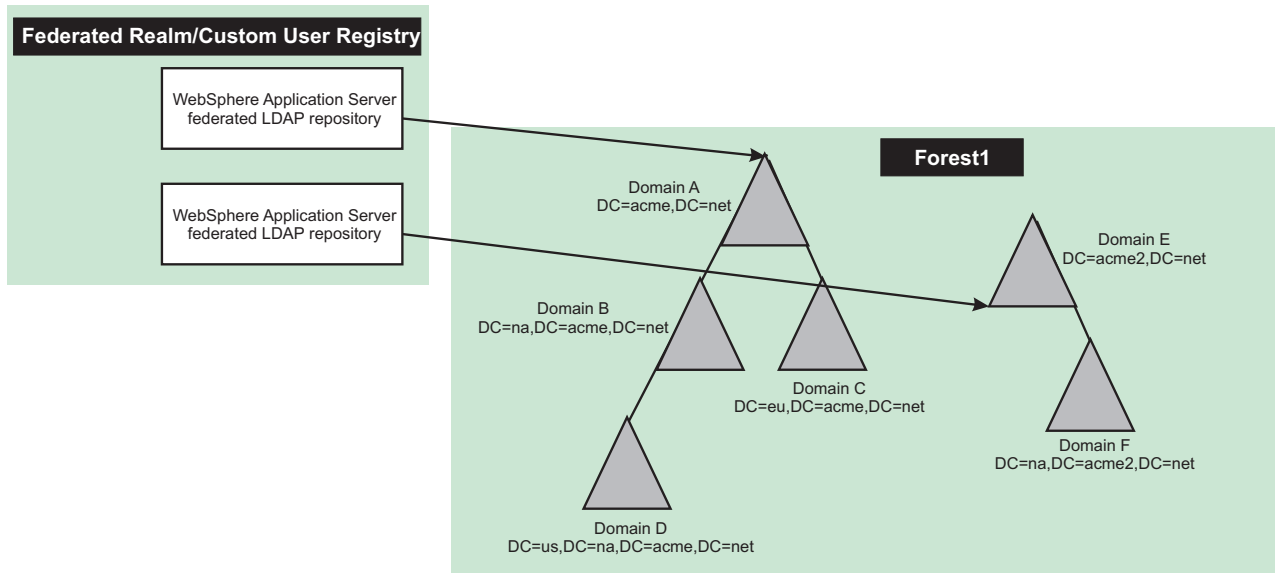 Federated Realm/Custom User Registry
WebSphere Application Server
federated LDAP repository
WebSphere Application Server
federated LDAP repository
Forest1
Domain A
DC=acme,DC=net
Domain E
DC=acme2,DC=net
Domain B
DC=na,DC=acme,DC=net
Domain C
DC=eu,DC=acme,DC=net
Domain F
DC=na,DC=acme2,DC=net
Domain D
DC=us,DC=na,DC=acme,DC=net